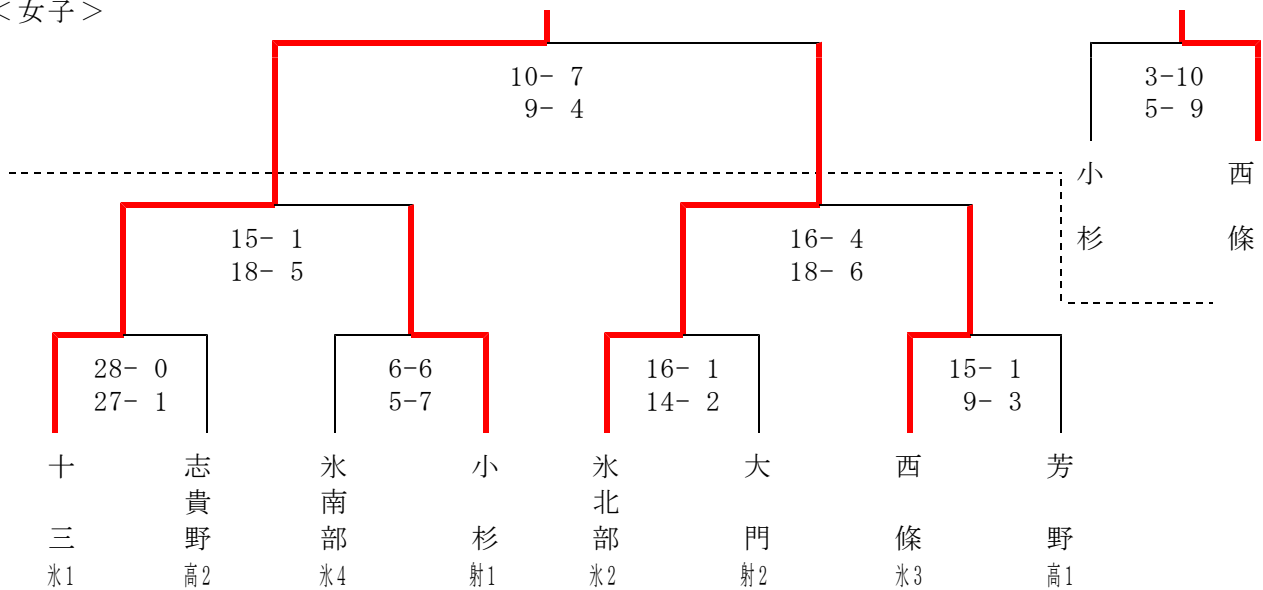 ＜女子＞
10- 7
9- 4
3-10
5- 9
小杉
西條
15- 1
18- 5
16- 4
18- 6
28- 0
27- 1
6-6
5-7
16- 1
14- 2
15- 1
9- 3
十三
志貴野
氷南部
小杉
氷北部
大門
西條
芳野
氷1
高2
氷4
射1
氷2
射2
氷3
高1